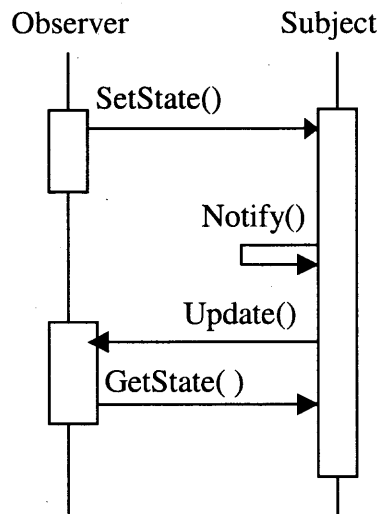 Observer Subject
SetState()
Notify()
Update()
GetState( )